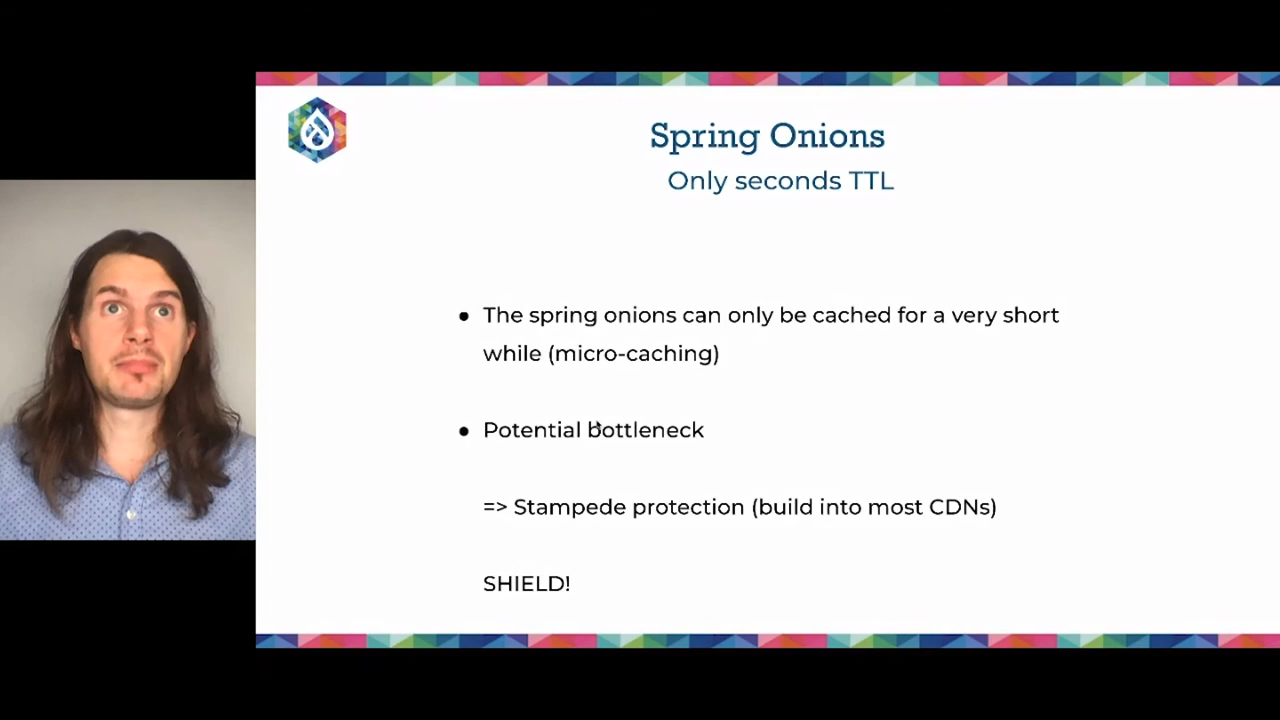 Spring Onions
Only seconds TTL
● The spring onions can only be cached for a very short
while (micro-caching)
● Potential bottleneck
=> Stampede protection (build into most CDNs)
SHIELD!